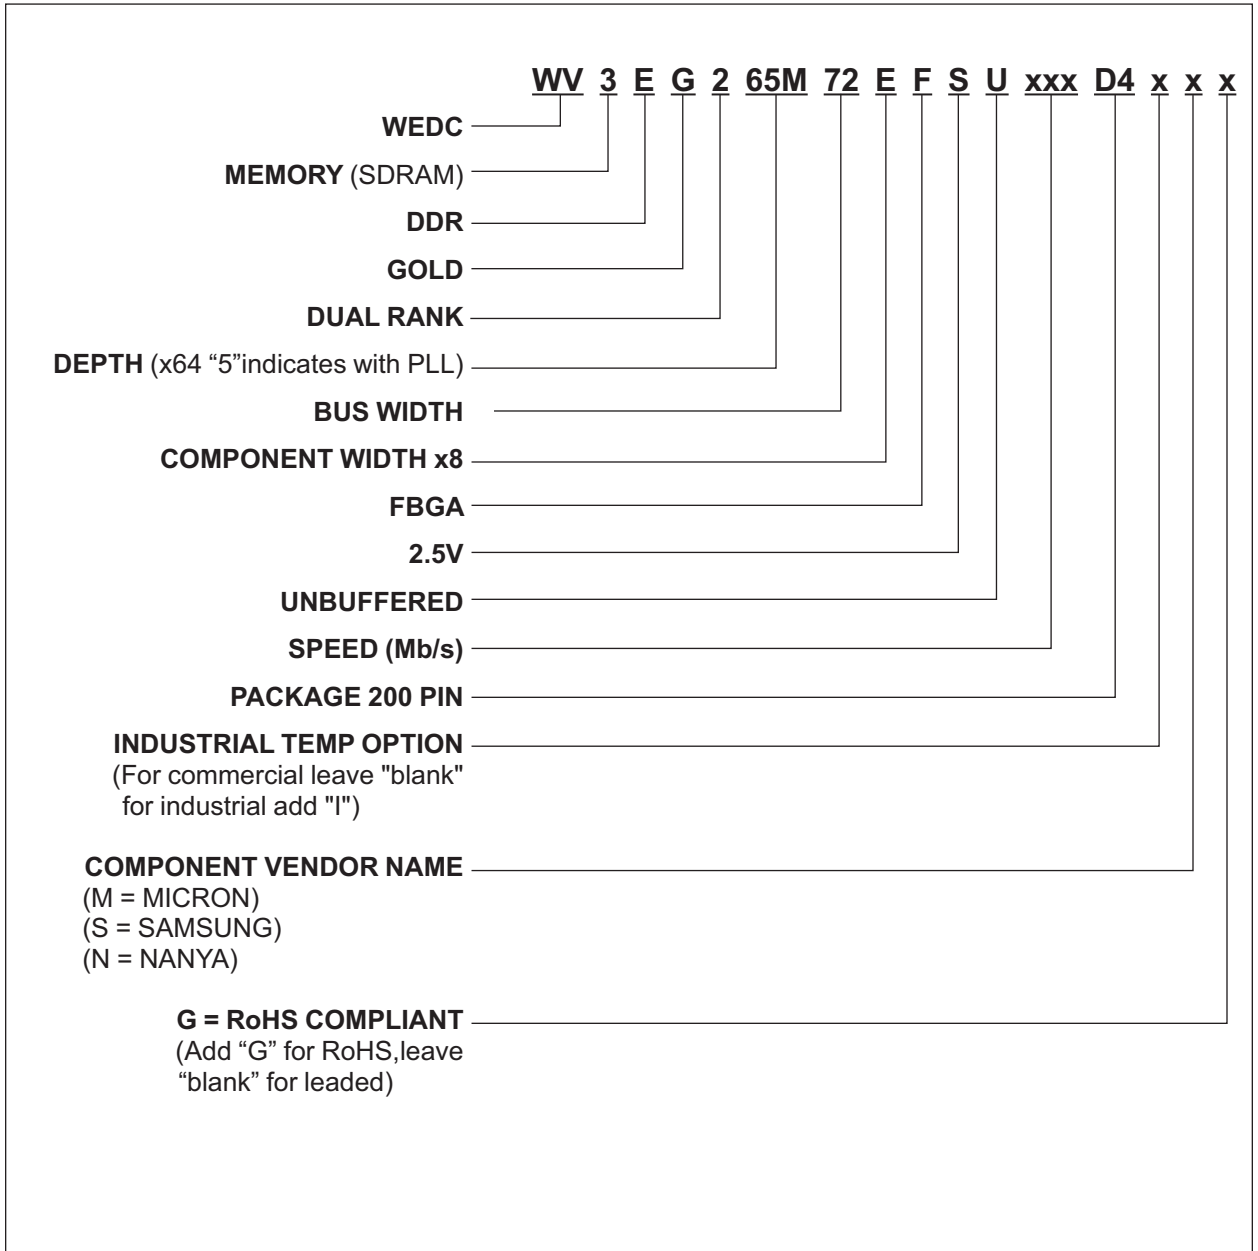 WV 3 E G 2 65M 72 E F S U xxx D4 x x x
WEDC
MEMORY (SDRAM)
DDR
GOLD
DUAL RANK
DEPTH (x64 “5”indicates with PLL)
BUS WIDTH
COMPONENT WIDTH x8
FBGA
2.5V
UNBUFFERED
SPEED (Mb/s)
PACKAGE 200 PIN
INDUSTRIAL TEMP OPTION
(For commercial leave "blank"
for industrial add "I")
COMPONENT VENDOR NAME
(M = MICRON)
(S = SAMSUNG)
(N = NANYA)
G = RoHS COMPLIANT
(Add “G” for RoHS,leave
“blank” for leaded)